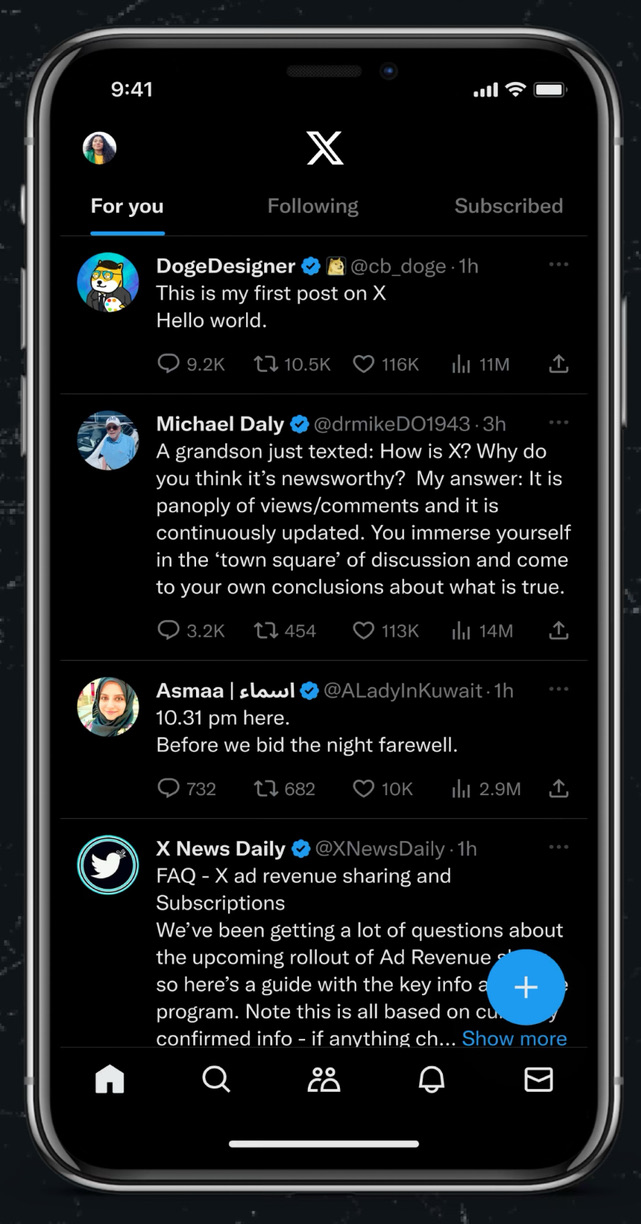 9:41
X
For you
Following
Subscribed
DogeDesigner @cb_doge · 1h
This is my first post on X
Hello world.
9.2K 10.5K 116K 11M
Michael Daly @drmikeDO1943 · 3h
A grandson just texted: How is X? Why do
you think it’s newsworthy?  My answer: It is
panoply of views/comments and it is
continuously updated. You immerse yourself
in the ‘town square’ of discussion and come
to your own conclusions about what is true.
3.2K 454 113K 14M
Asmaa | اسماء @ALadyInKuwait · 1h
10.31 pm here.
Before we bid the night farewell.
732 682 10K 2.9M
X News Daily @XNewsDaily · 1h
FAQ - X ad revenue sharing and
Subscriptions
We’ve been getting a lot of questions about
the upcoming rollout of Ad Revenue
so here’s a guide with the key info
program. Note this is all based on
confirmed info - if anything ch... Show more